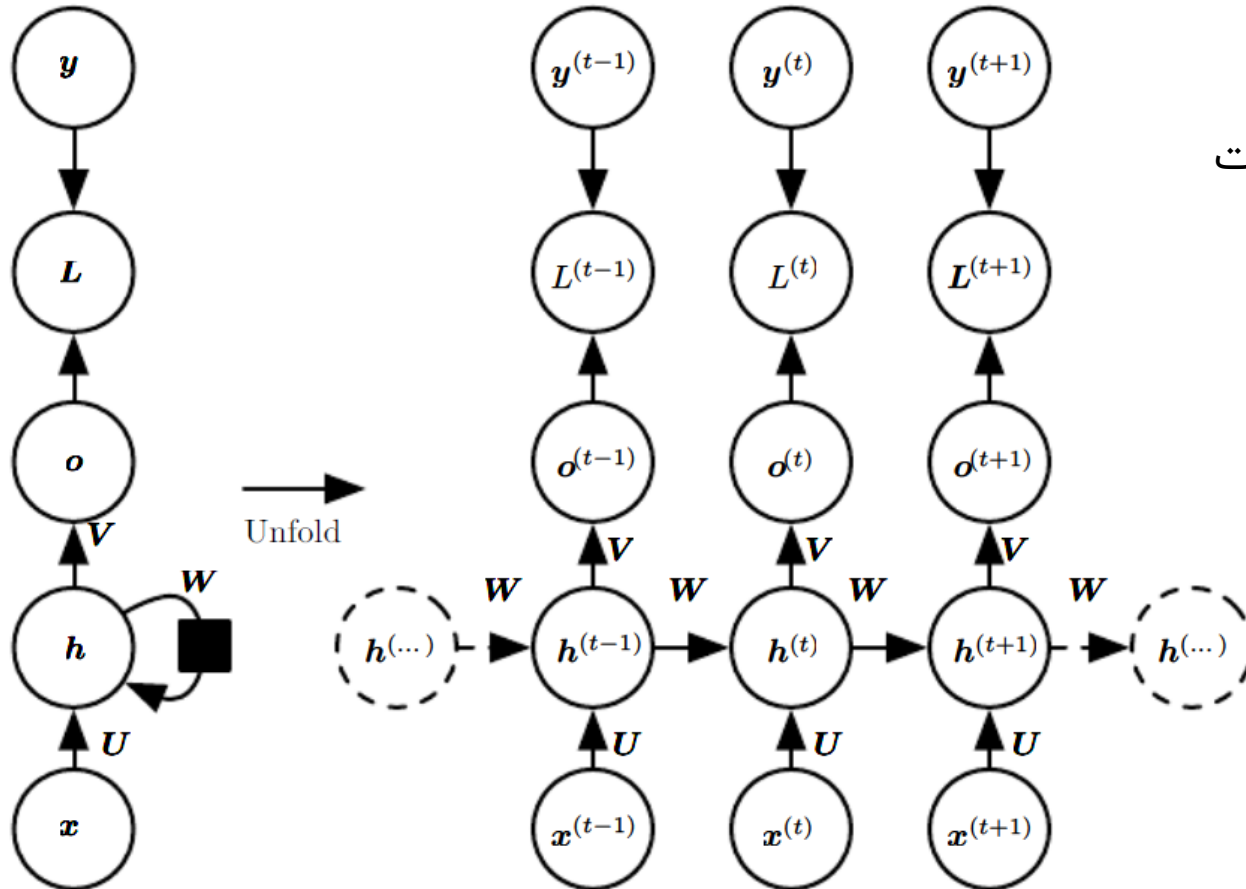 y y^(t−1) y^(t) y^(t+1)
ت
L L^(t−1) L^(t) L^(t+1)
o o^(t−1) o^(t) o^(t+1)
Unfold
V V V V
W W W W W
h h^(...) h^(t−1) h^(t) h^(t+1) h^(...)
U U U U
x x^(t−1) x^(t) x^(t+1)